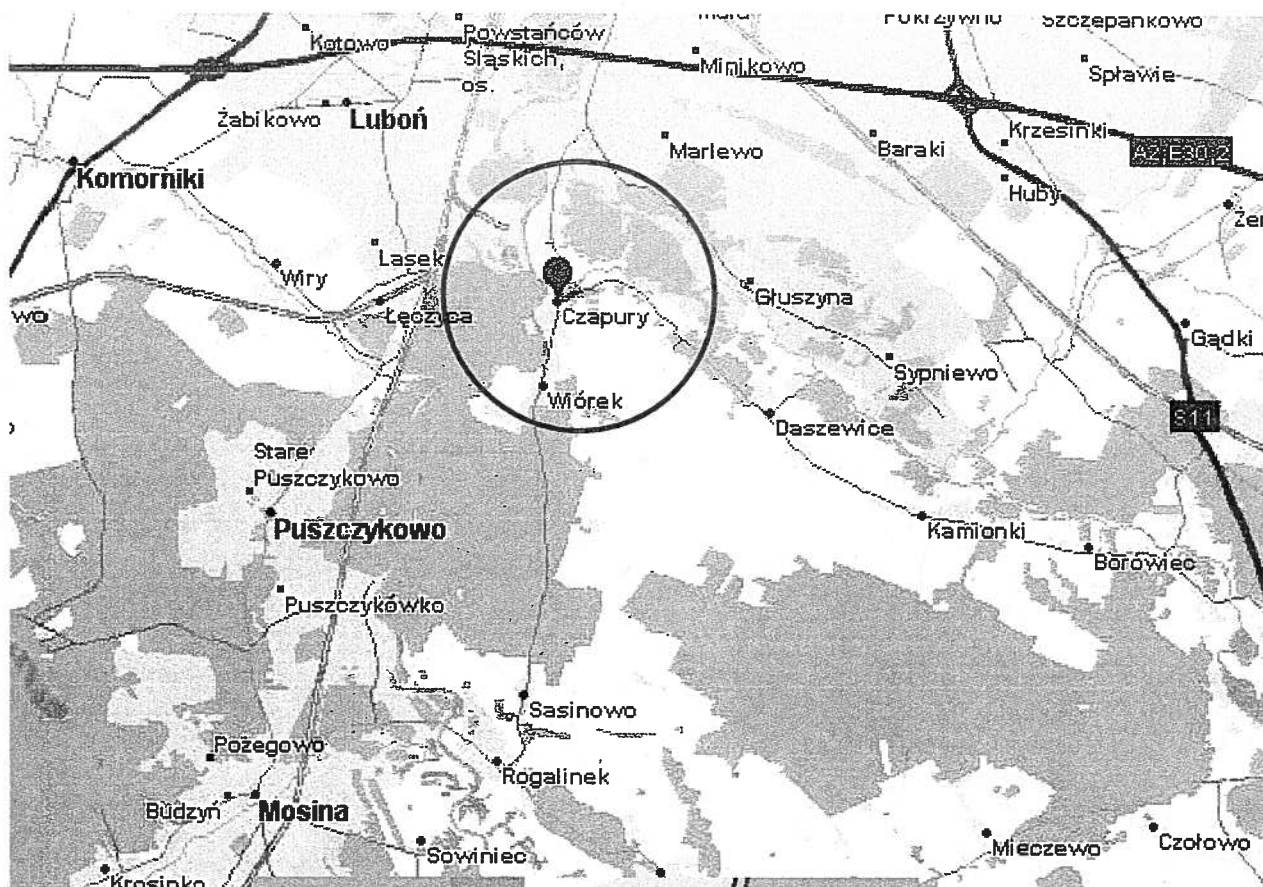 Kotowo
Powstańców
Śląskich,
os.
Minikowo
Pokrzywno
Szczepankowo
Spławie
Żabikowo
Luboń
Marlewo
Baraki
Krzesinki
A2;E30;2
Komorniki
Huby
Lasek
Wiry
Łęczyca
Czapury
Głuszyna
Gądki
Wiórek
Sypniewo
Daszewice
S11
Stare
Puszczykowo
Puszczykowo
Kamionki
Borówiec
Puszczykówko
Sasinowo
Pożegowo
Rogalinek
Budzyń
Mosina
Sowiniec
Mieczewo
Czołowo
Krosinko